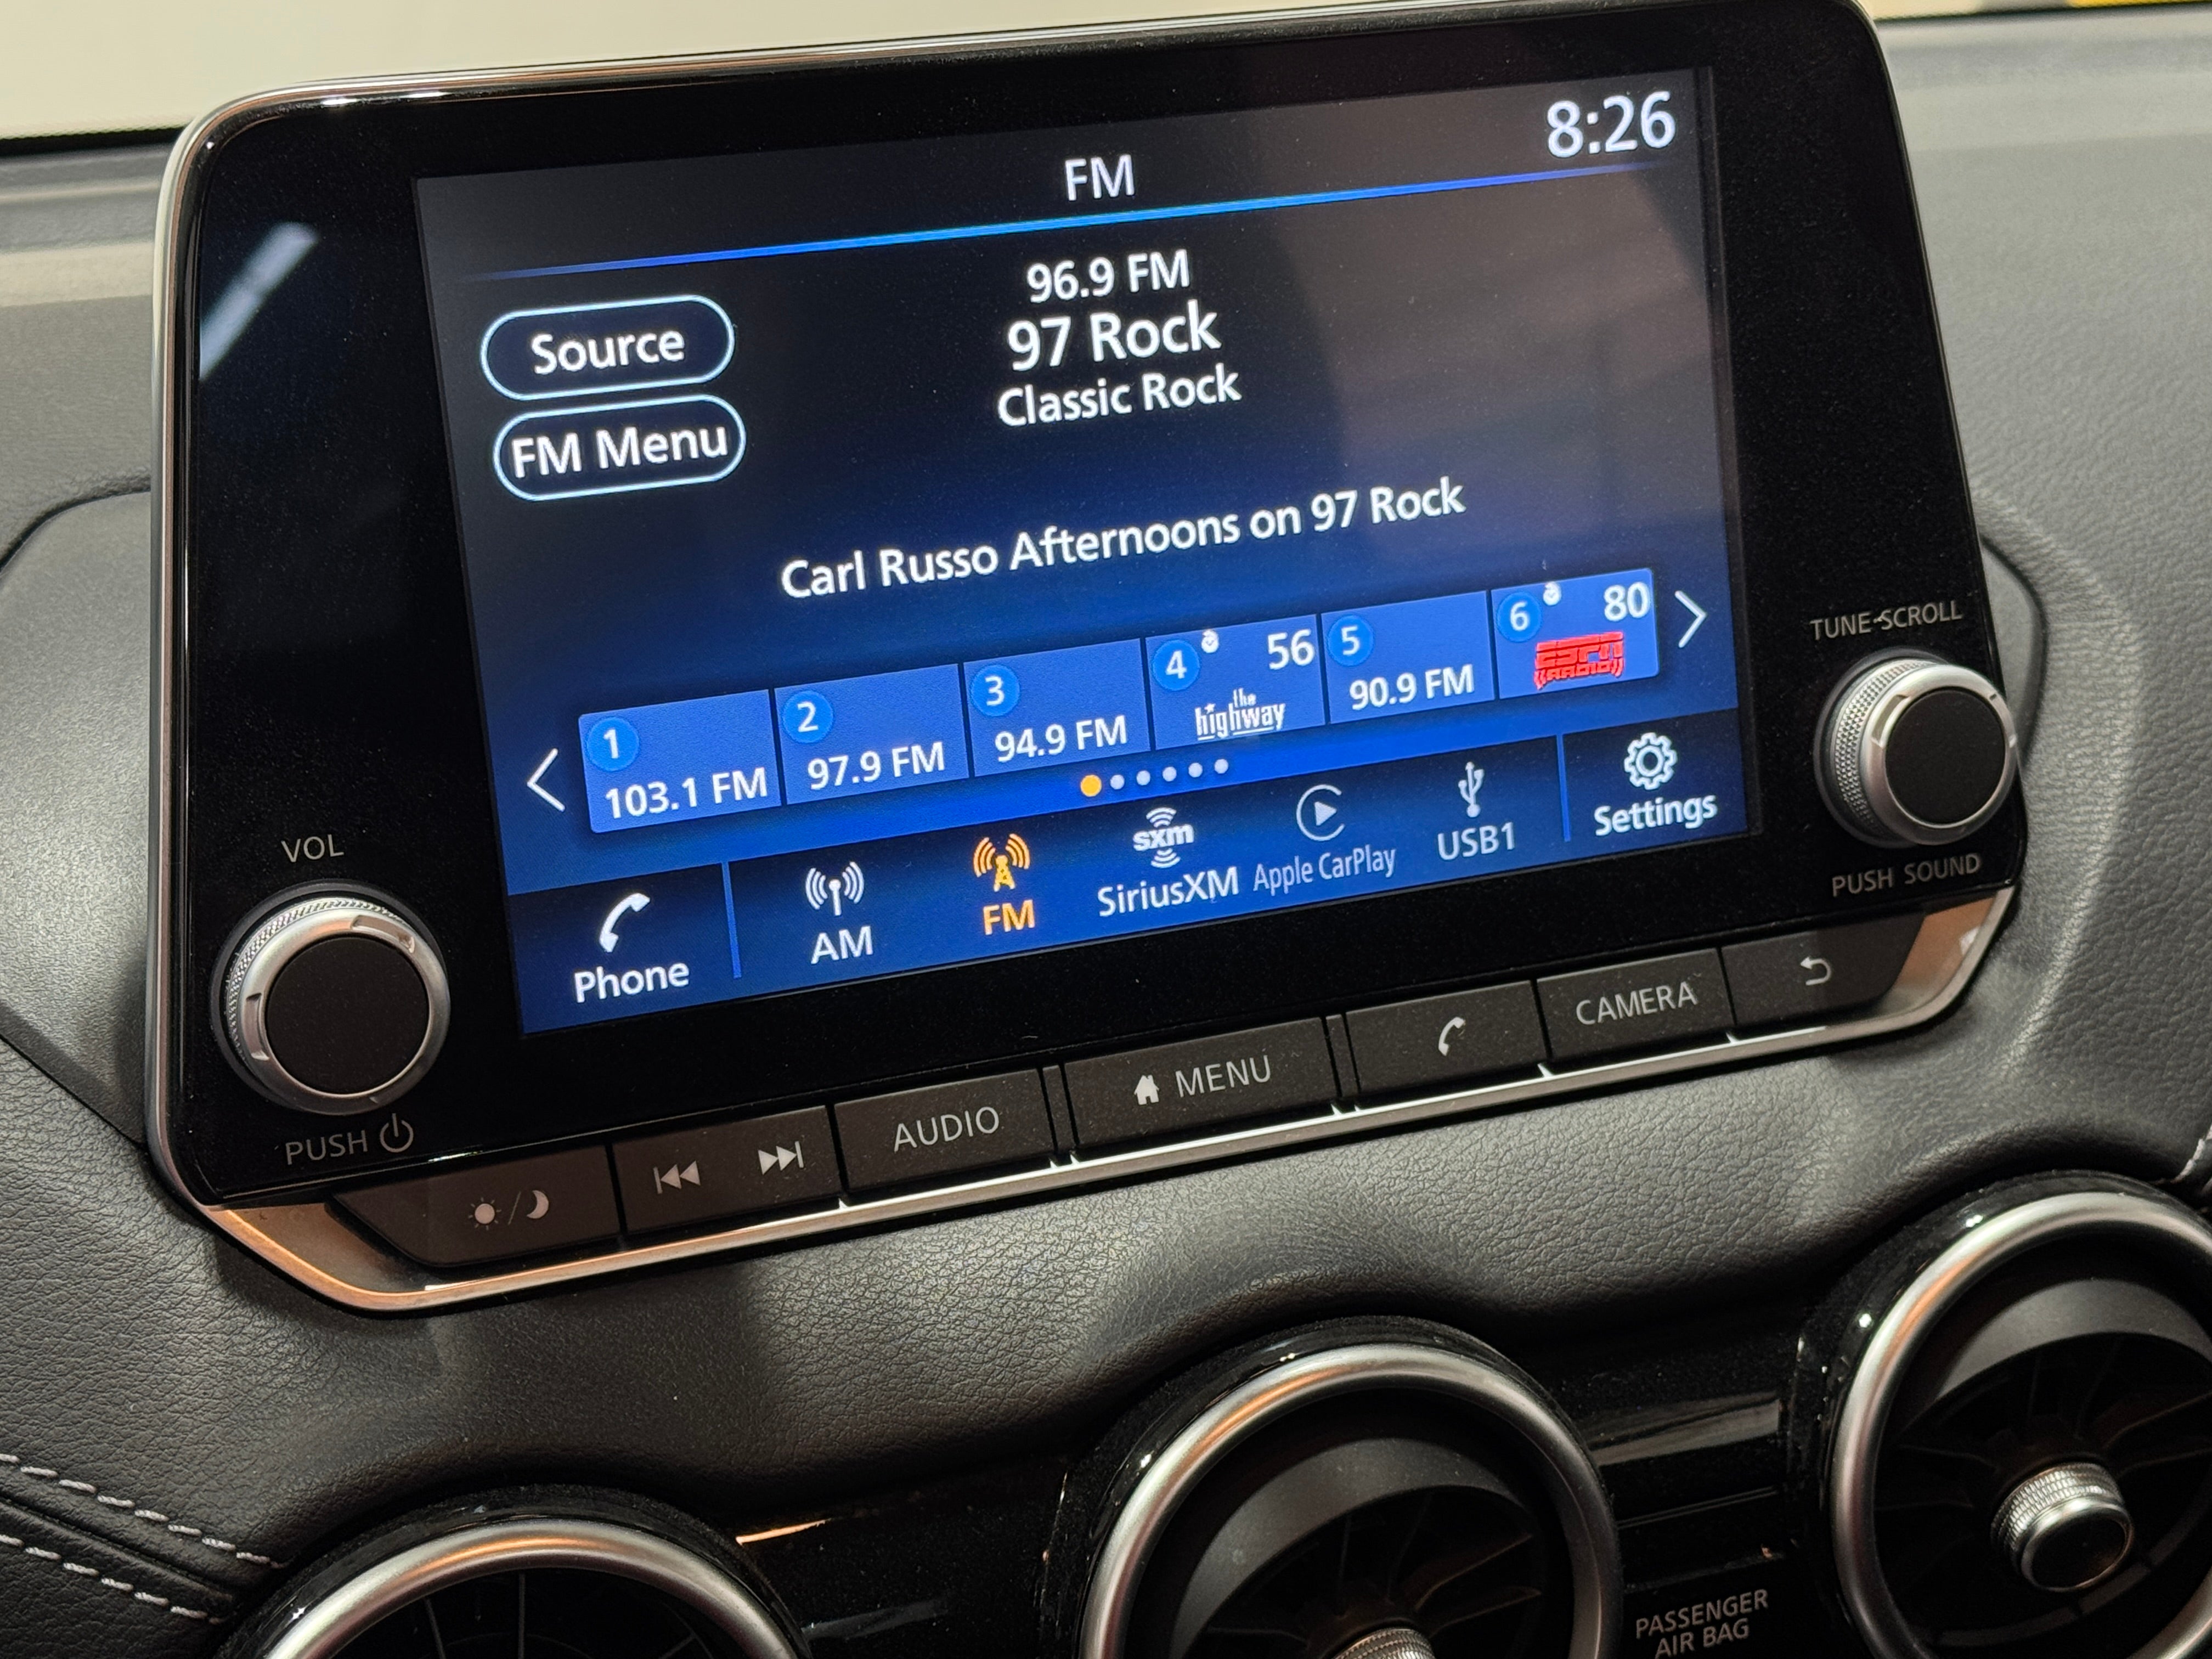 8:26
FM
96.9 FM
97 Rock
Classic Rock
Source
FM Menu
Carl Russo Afternoons on 97 Rock
1
103.1 FM
2
97.9 FM
3
94.9 FM
4 56
the
highway
5
90.9 FM
6 80
ESPN
RADIO
Phone
AM
FM
sxm
SiriusXM
Apple CarPlay
USB1
Settings
VOL
PUSH
TUNE·SCROLL
PUSH SOUND
AUDIO
MENU
CAMERA
PASSENGER
AIR BAG